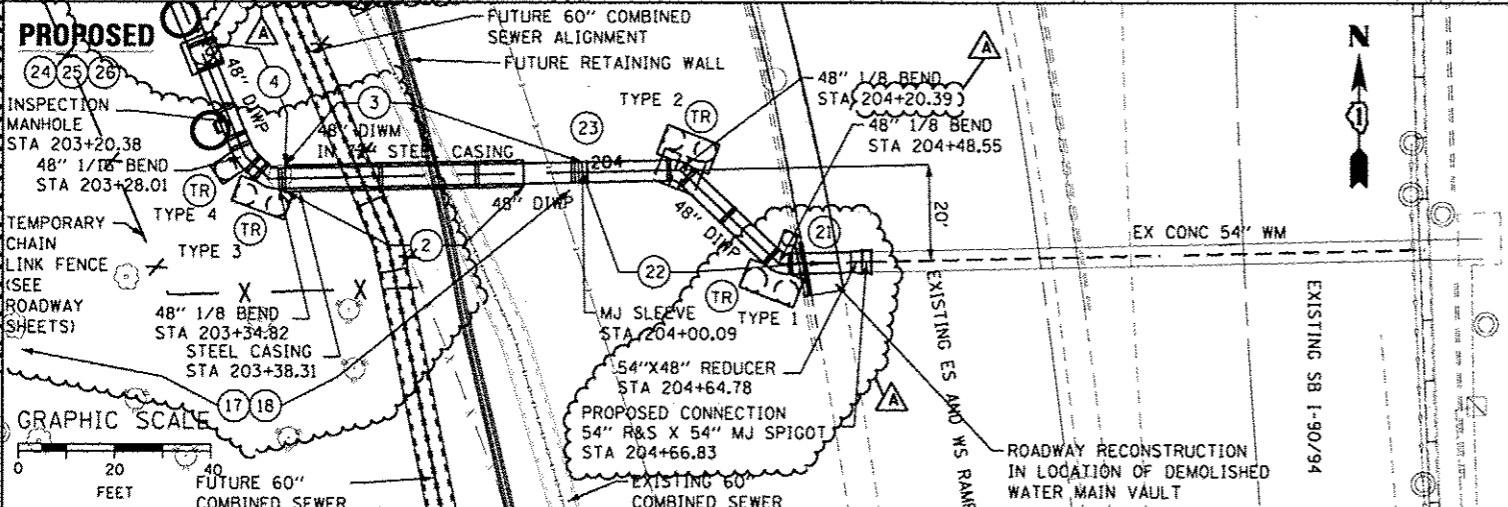 PROPOSED
24 25 26
INSPECTION
MANHOLE
STA 203+20.38
48" 1/16 BEND
STA 203+28.01
TR
TYPE 4
TR
TYPE 3
TEMPORARY
CHAIN
LINK FENCE
(SEE
ROADWAY
SHEETS)
48" 1/8 BEND
STA 203+34.82
STEEL CASING
STA 203+38.31
17 18
GRAPHIC SCALE
0 20 40
FEET
48" DIWP
4
A
FUTURE 60" COMBINED
SEWER ALIGNMENT
FUTURE RETAINING WALL
3
48" DIWM
IN 72" STEEL CASING
2
48" DIWP
23
204
TYPE 2
TR
48" 1/8 BEND
STA 204+20.39
A
48" 1/8 BEND
STA 204+48.55
48" DIWP
21
22
TR
TYPE 1
MJ SLEEVE
STA 204+00.09
54"X48" REDUCER
STA 204+64.78
PROPOSED CONNECTION
54" R&S X 54" MJ SPIGOT
STA 204+66.83
A
FUTURE 60"
COMBINED SEWER
EXISTING 60"
COMBINED SEWER
20'
EXISTING ES AND WS RAMP
EX CONC 54" WM
N
1
EXISTING SB I-90/94
ROADWAY RECONSTRUCTION
IN LOCATION OF DEMOLISHED
WATER MAIN VAULT